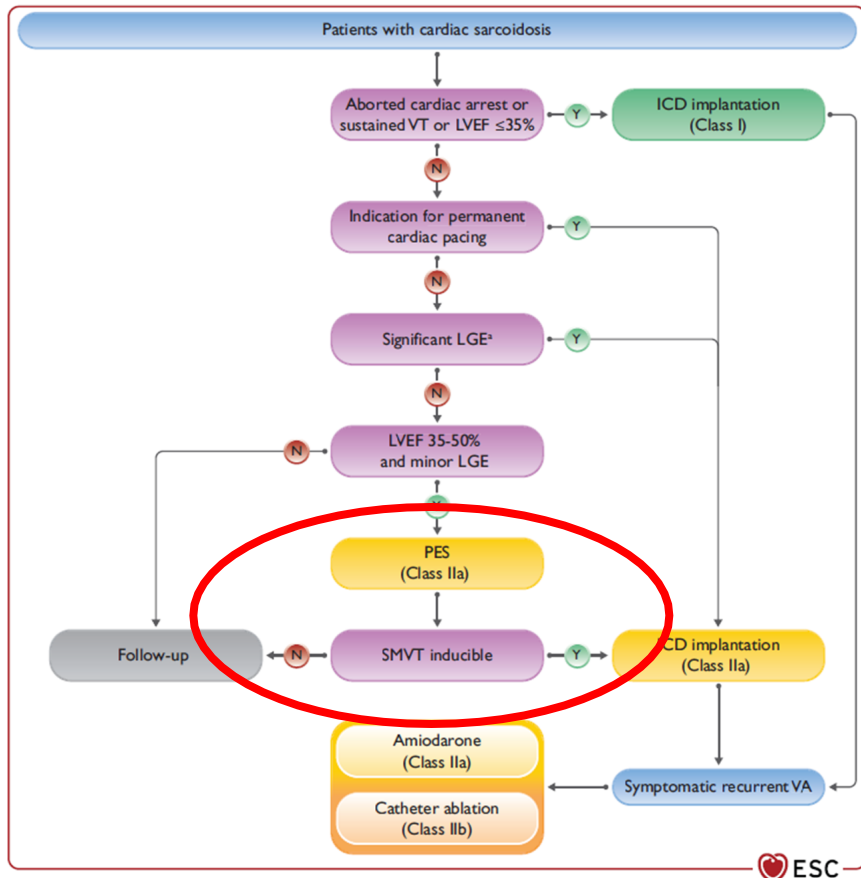 Patients with cardiac sarcoidosis
Aborted cardiac arrest or
sustained VT or LVEF ≤35%
Y
ICD implantation
(Class I)
N
Indication for permanent
cardiac pacing
Y
N
Significant LGEᵃ
Y
N
LVEF 35-50%
and minor LGE
N
Y
PES
(Class IIa)
Follow-up
N
SMVT inducible
Y
ICD implantation
(Class IIa)
Amiodarone
(Class IIa)
Symptomatic recurrent VA
Catheter ablation
(Class IIb)
ESC